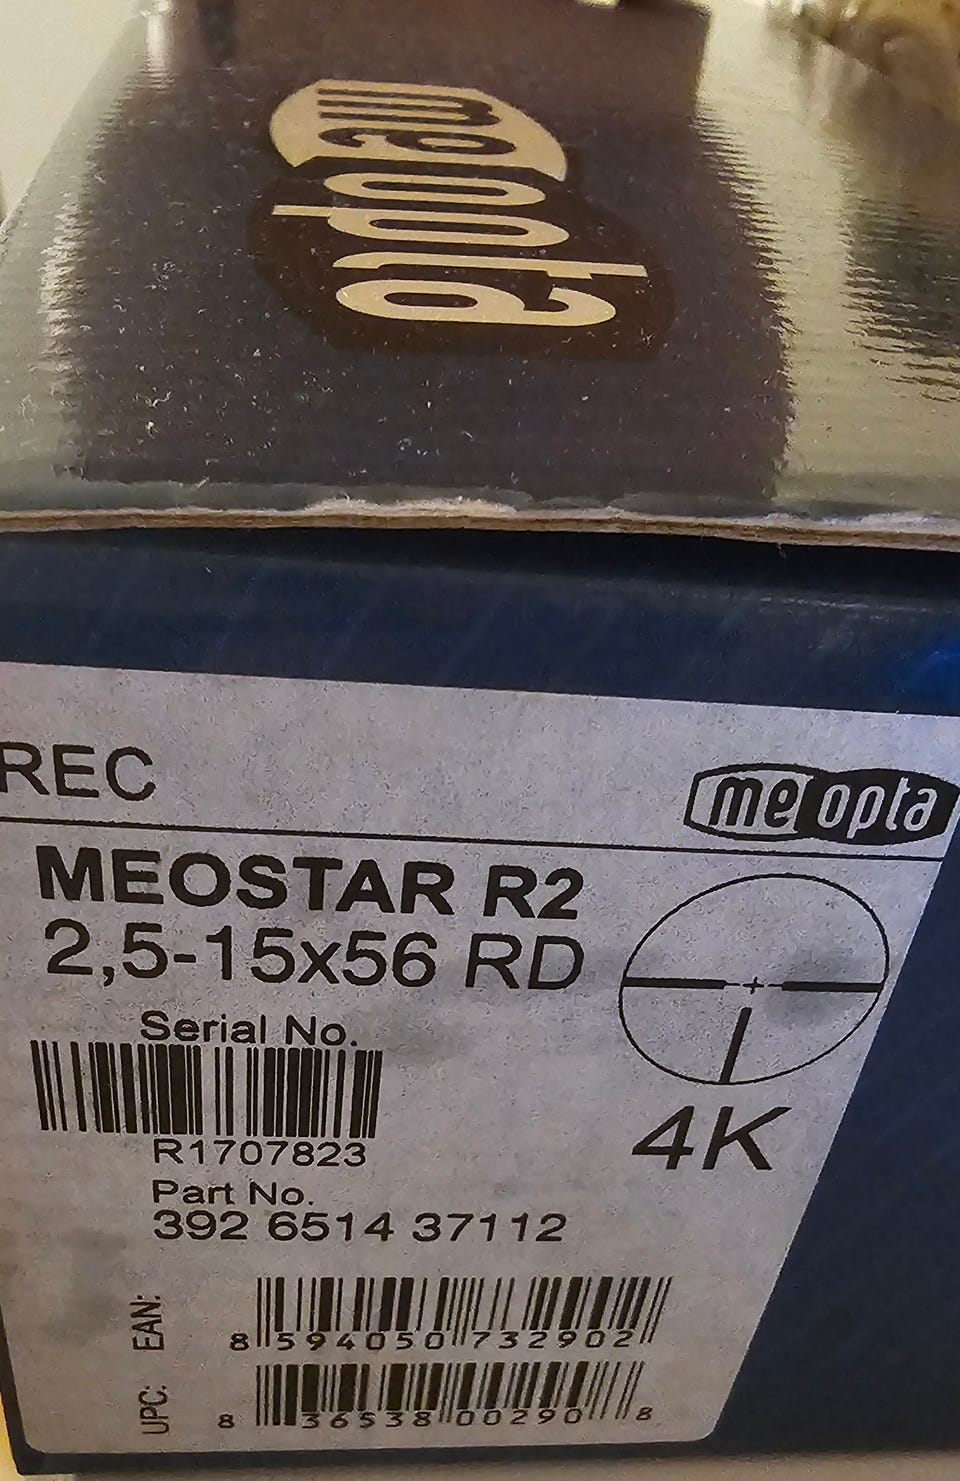 meopta
REC
meopta
MEOSTAR R2
2,5-15x56 RD
Serial No.
R1707823
4K
Part No.
392 6514 37112
EAN:
8 594050 732902
UPC:
8 36538 00290 8